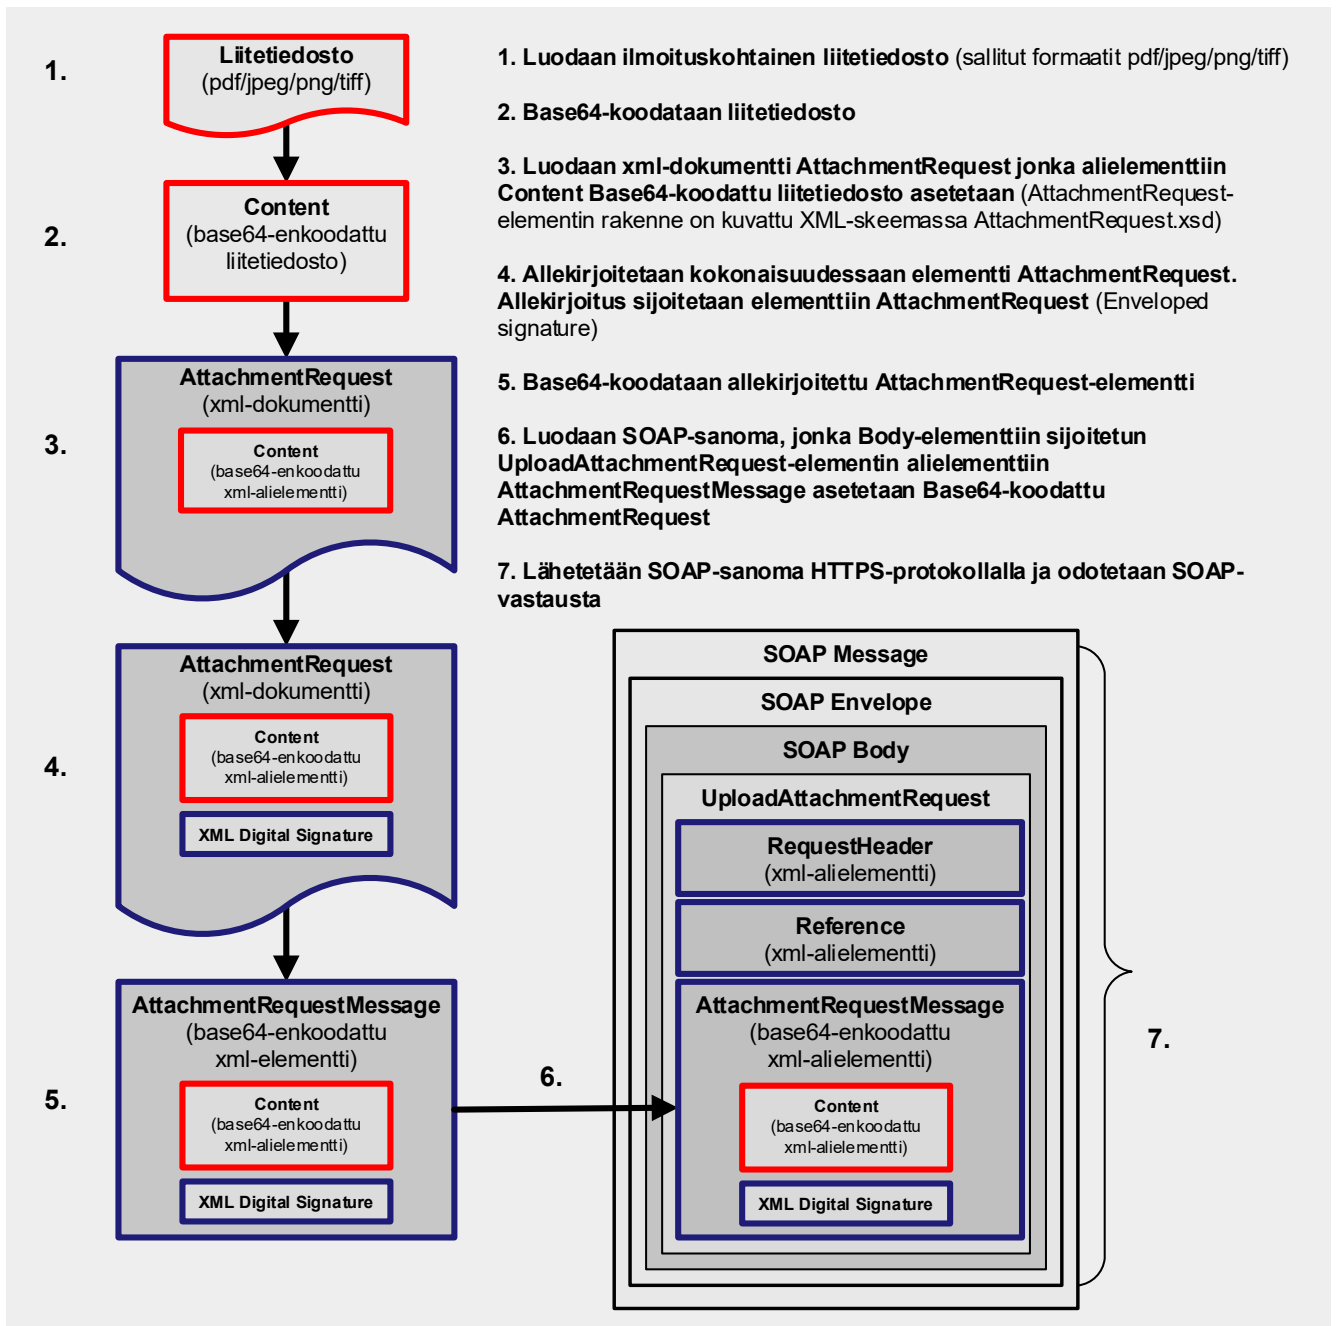 1.
Liitetiedosto
(pdf/jpeg/png/tiff)
2.
Content
(base64-enkoodattu
liitetiedosto)
3.
AttachmentRequest
(xml-dokumentti)
Content
(base64-enkoodattu
xml-alielementti)
4.
AttachmentRequest
(xml-dokumentti)
Content
(base64-enkoodattu
xml-alielementti)
XML Digital Signature
5.
AttachmentRequestMessage
(base64-enkoodattu
xml-elementti)
Content
(base64-enkoodattu
xml-alielementti)
XML Digital Signature
1. Luodaan ilmoituskohtainen liitetiedosto (sallitut formaatit pdf/jpeg/png/tiff)
2. Base64-koodataan liitetiedosto
3. Luodaan xml-dokumentti AttachmentRequest jonka alielementtiin
Content Base64-koodattu liitetiedosto asetetaan (AttachmentRequest-
elementin rakenne on kuvattu XML-skeemassa AttachmentRequest.xsd)
4. Allekirjoitetaan kokonaisuudessaan elementti AttachmentRequest.
Allekirjoitus sijoitetaan elementtiin AttachmentRequest (Enveloped
signature)
5. Base64-koodataan allekirjoitettu AttachmentRequest-elementti
6. Luodaan SOAP-sanoma, jonka Body-elementtiin sijoitetun
UploadAttachmentRequest-elementin alielementtiin
AttachmentRequestMessage asetetaan Base64-koodattu
AttachmentRequest
7. Lähetetään SOAP-sanoma HTTPS-protokollalla ja odotetaan SOAP-
vastausta
6.
SOAP Message
SOAP Envelope
SOAP Body
UploadAttachmentRequest
RequestHeader
(xml-alielementti)
Reference
(xml-alielementti)
AttachmentRequestMessage
(base64-enkoodattu
xml-alielementti)
Content
(base64-enkoodattu
xml-alielementti)
XML Digital Signature
7.